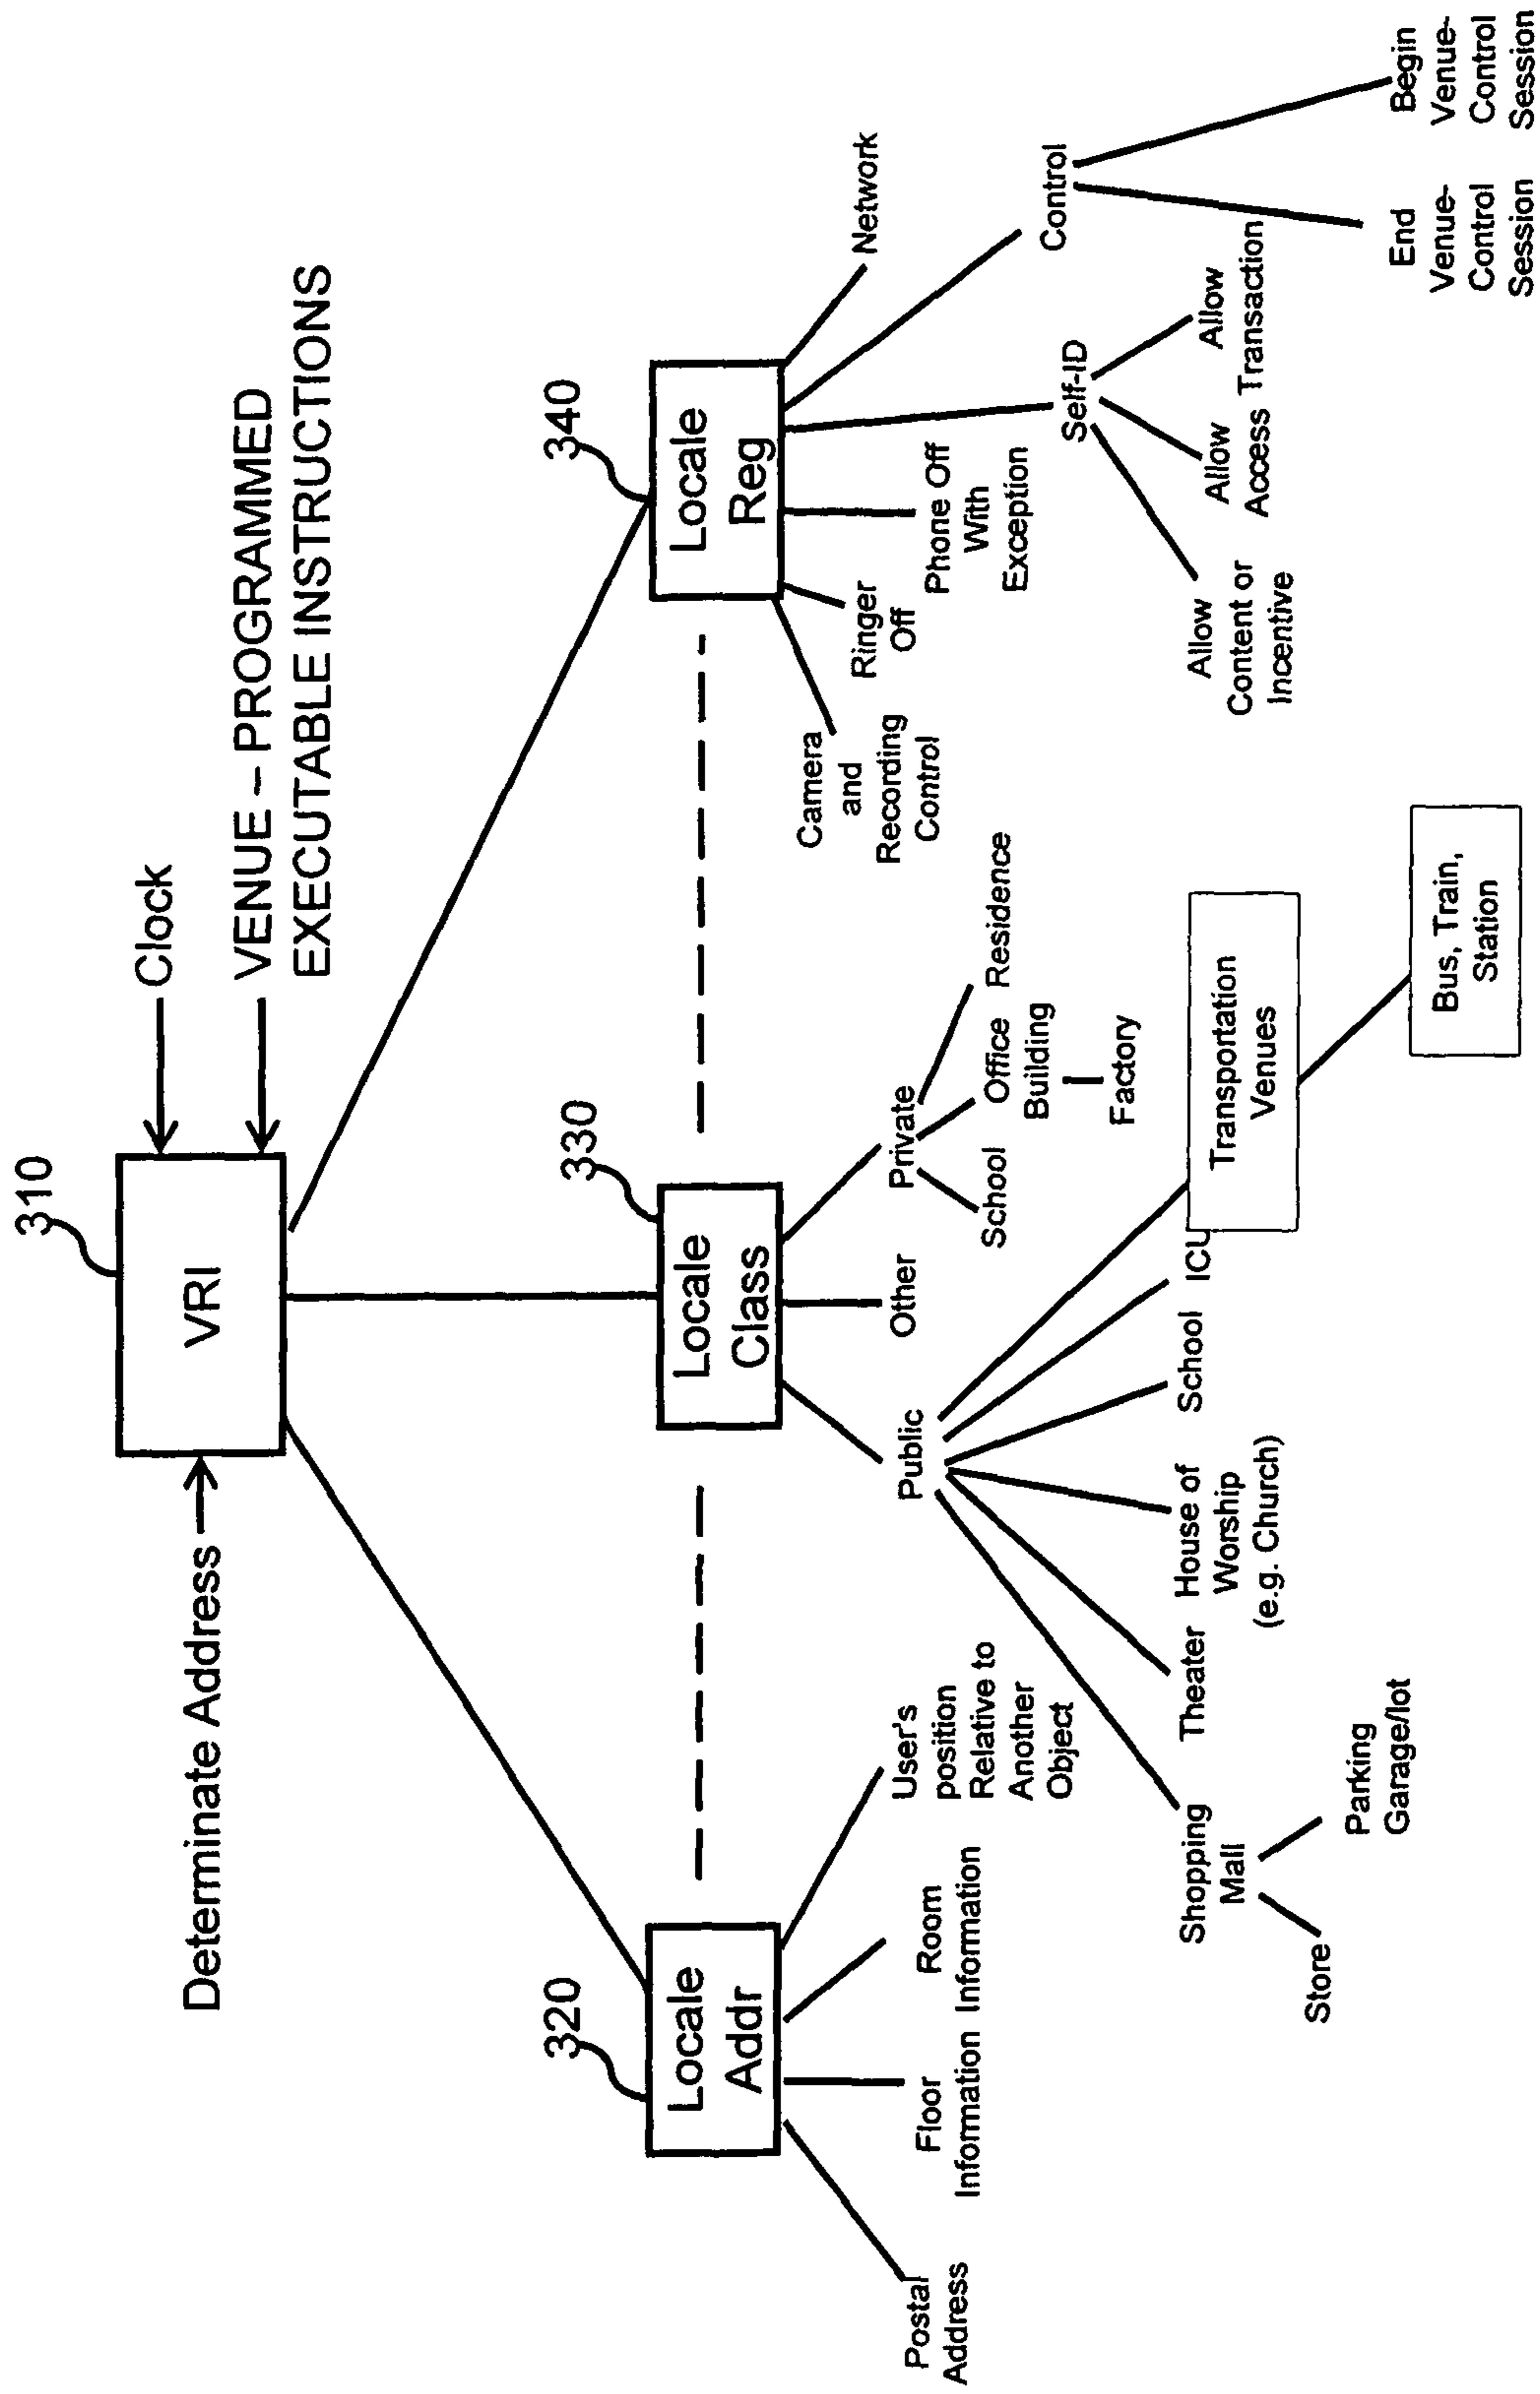 310
Clock
VENUE – PROGRAMMED
EXECUTABLE INSTRUCTIONS
Determinate Address
VRI
320
Locale
Addr
330
Locale
Class
340
Locale
Reg
Postal
Address
Floor
Information
Room
Information
User's
position
Relative to
Another
Object
Public
Other
Private
School
Office
Building
Factory
Residence
Shopping
Mall
Store
Parking
Garage/lot
Theater
House of
Worship
(e.g. Church)
School
ICU
Transportation
Venues
Bus, Train,
Station
Camera
and
Recording
Control
Ringer
Off
Phone Off
With
Exception
Self-ID
Allow
Content or
Incentive
Allow
Access
Allow
Transaction
Control
Network
End
Venue-
Control
Session
Begin
Venue-
Control
Session